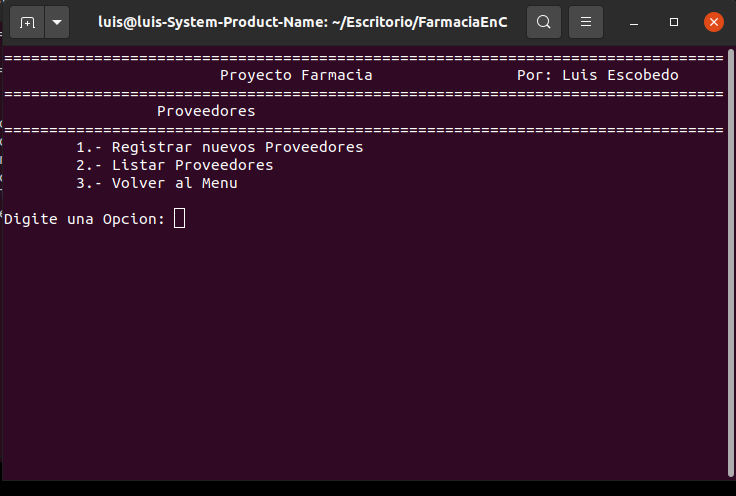 luis@luis-System-Product-Name: ~/Escritorio/FarmaciaEnC
================================================================================
Proyecto Farmacia Por: Luis Escobedo
================================================================================
Proveedores
================================================================================
1.- Registrar nuevos Proveedores
2.- Listar Proveedores
3.- Volver al Menu
Digite una Opcion: